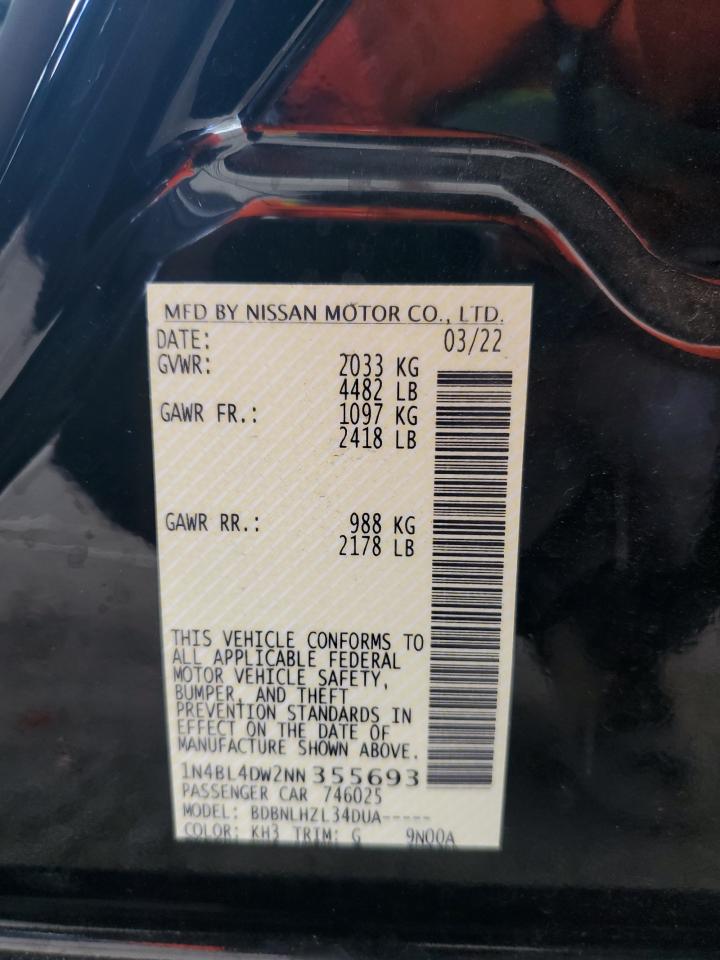 MFD BY NISSAN MOTOR CO., LTD.
DATE: 03/22
GVWR: 2033 KG
4482 LB
GAWR FR.: 1097 KG
2418 LB
GAWR RR.: 988 KG
2178 LB
THIS VEHICLE CONFORMS TO
ALL APPLICABLE FEDERAL
MOTOR VEHICLE SAFETY,
BUMPER, AND THEFT
PREVENTION STANDARDS IN
EFFECT ON THE DATE OF
MANUFACTURE SHOWN ABOVE.
1N4BL4DW2NN355693
PASSENGER CAR 746025
MODEL: BDBNLHZL34DUA-----
COLOR: KH3 TRIM: G 9N00A